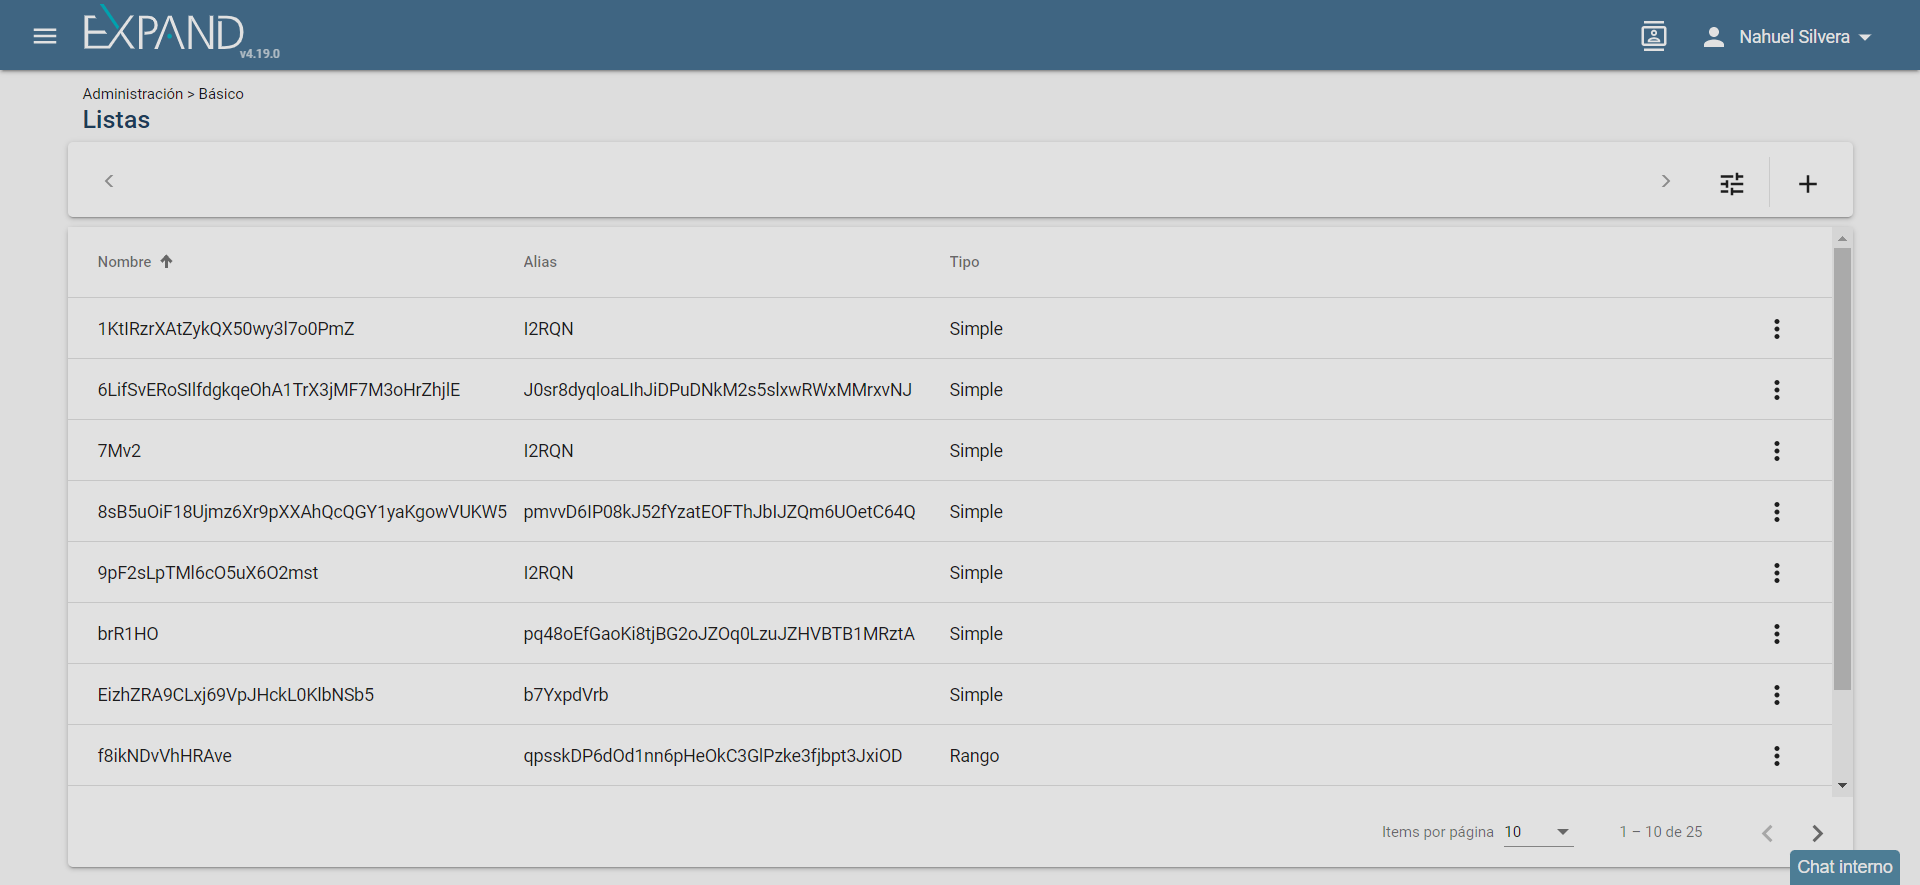 EXPAND
v4.19.0
Nahuel Silvera
Administración > Básico
Listas
Nombre Alias Tipo
1KtIRzrXAtZykQX50wy3l7o0PmZ I2RQN Simple
6LifSvERoSIlfdgkqeOhA1TrX3jMF7M3oHrZhjlE J0sr8dyqloaLIhJiDPuDNkM2s5slxwRWxMMrxvNJ Simple
7Mv2 I2RQN Simple
8sB5uOiF18Ujmz6Xr9pXXAhQcQGY1yaKgowVUKW5 pmvvD6IP08kJ52fYzatEOFThJbIJZQm6UOetC64Q Simple
9pF2sLpTMl6cO5uX6O2mst I2RQN Simple
brR1HO pq48oEfGaoKi8tjBG2oJZOq0LzuJZHVBTB1MRztA Simple
EizhZRA9CLxj69VpJHckL0KlbNSb5 b7YxpdVrb Simple
f8ikNDvVhHRAve qpsskDP6dOd1nn6pHeOkC3GlPzke3fjbpt3JxiOD Rango
Items por página 10 1 – 10 de 25
Chat interno